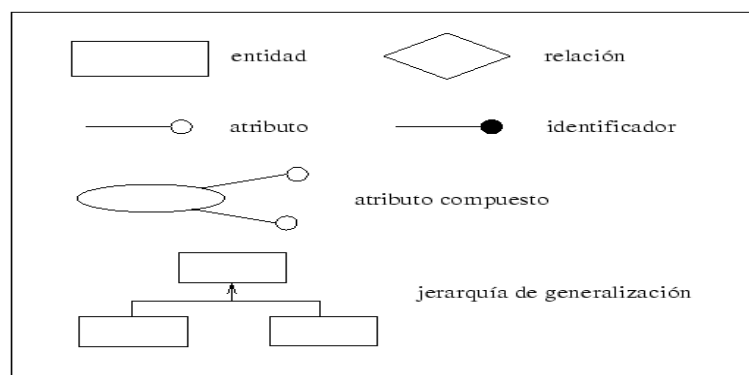 entidad
relación
atributo
identificador
atributo compuesto
jerarquía de generalización